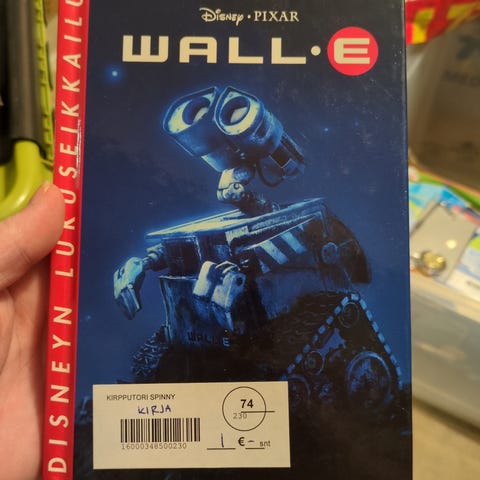 DISNEY · PIXAR
WALL·E
DISNEYN LUKUSEIKKAILU
WALL·E
KIRPPUTORI SPINNY
KIRJA
74
230
16000348500230
1 €- snt